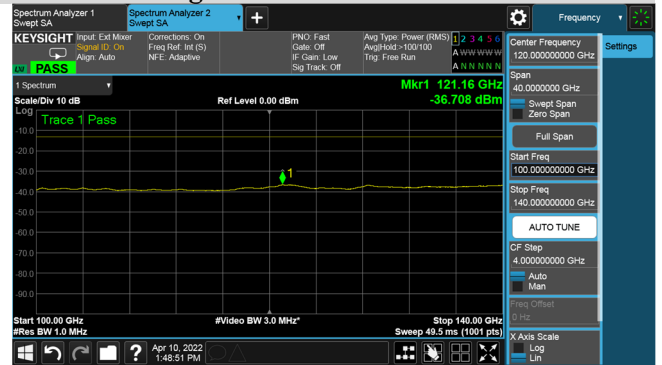 Spectrum Analyzer 1
Swept SA
Spectrum Analyzer 2
Swept SA
+
Frequency
KEYSIGHT
Input: Ext Mixer
Signal ID: On
Align: Auto
Corrections: On
Freq Ref: Int (S)
NFE: Adaptive
PNO: Fast
Gate: Off
IF Gain: Low
Sig Track: Off
Avg Type: Power (RMS)
Avg|Hold:>100/100
Trig: Free Run
1 2 3 4 5 6
A W W W W W
A N N N N N
PASS
1 Spectrum
Scale/Div 10 dB
Ref Level 0.00 dBm
Mkr1 121.16 GHz
-36.708 dBm
Log
Trace 1 Pass
-10.0
-20.0
-30.0
-40.0
-50.0
-60.0
-70.0
-80.0
-90.0
1
Start 100.00 GHz
#Res BW 1.0 MHz
#Video BW 3.0 MHz*
Stop 140.00 GHz
Sweep 49.5 ms (1001 pts)
Apr 10, 2022
1:48:51 PM
?
Settings
Center Frequency
120.000000000 GHz
Span
40.0000000 GHz
Swept Span
Zero Span
Full Span
Start Freq
100.000000000 GHz
Stop Freq
140.000000000 GHz
AUTO TUNE
CF Step
4.000000000 GHz
Auto
Man
Freq Offset
0 Hz
X Axis Scale
Log
Lin